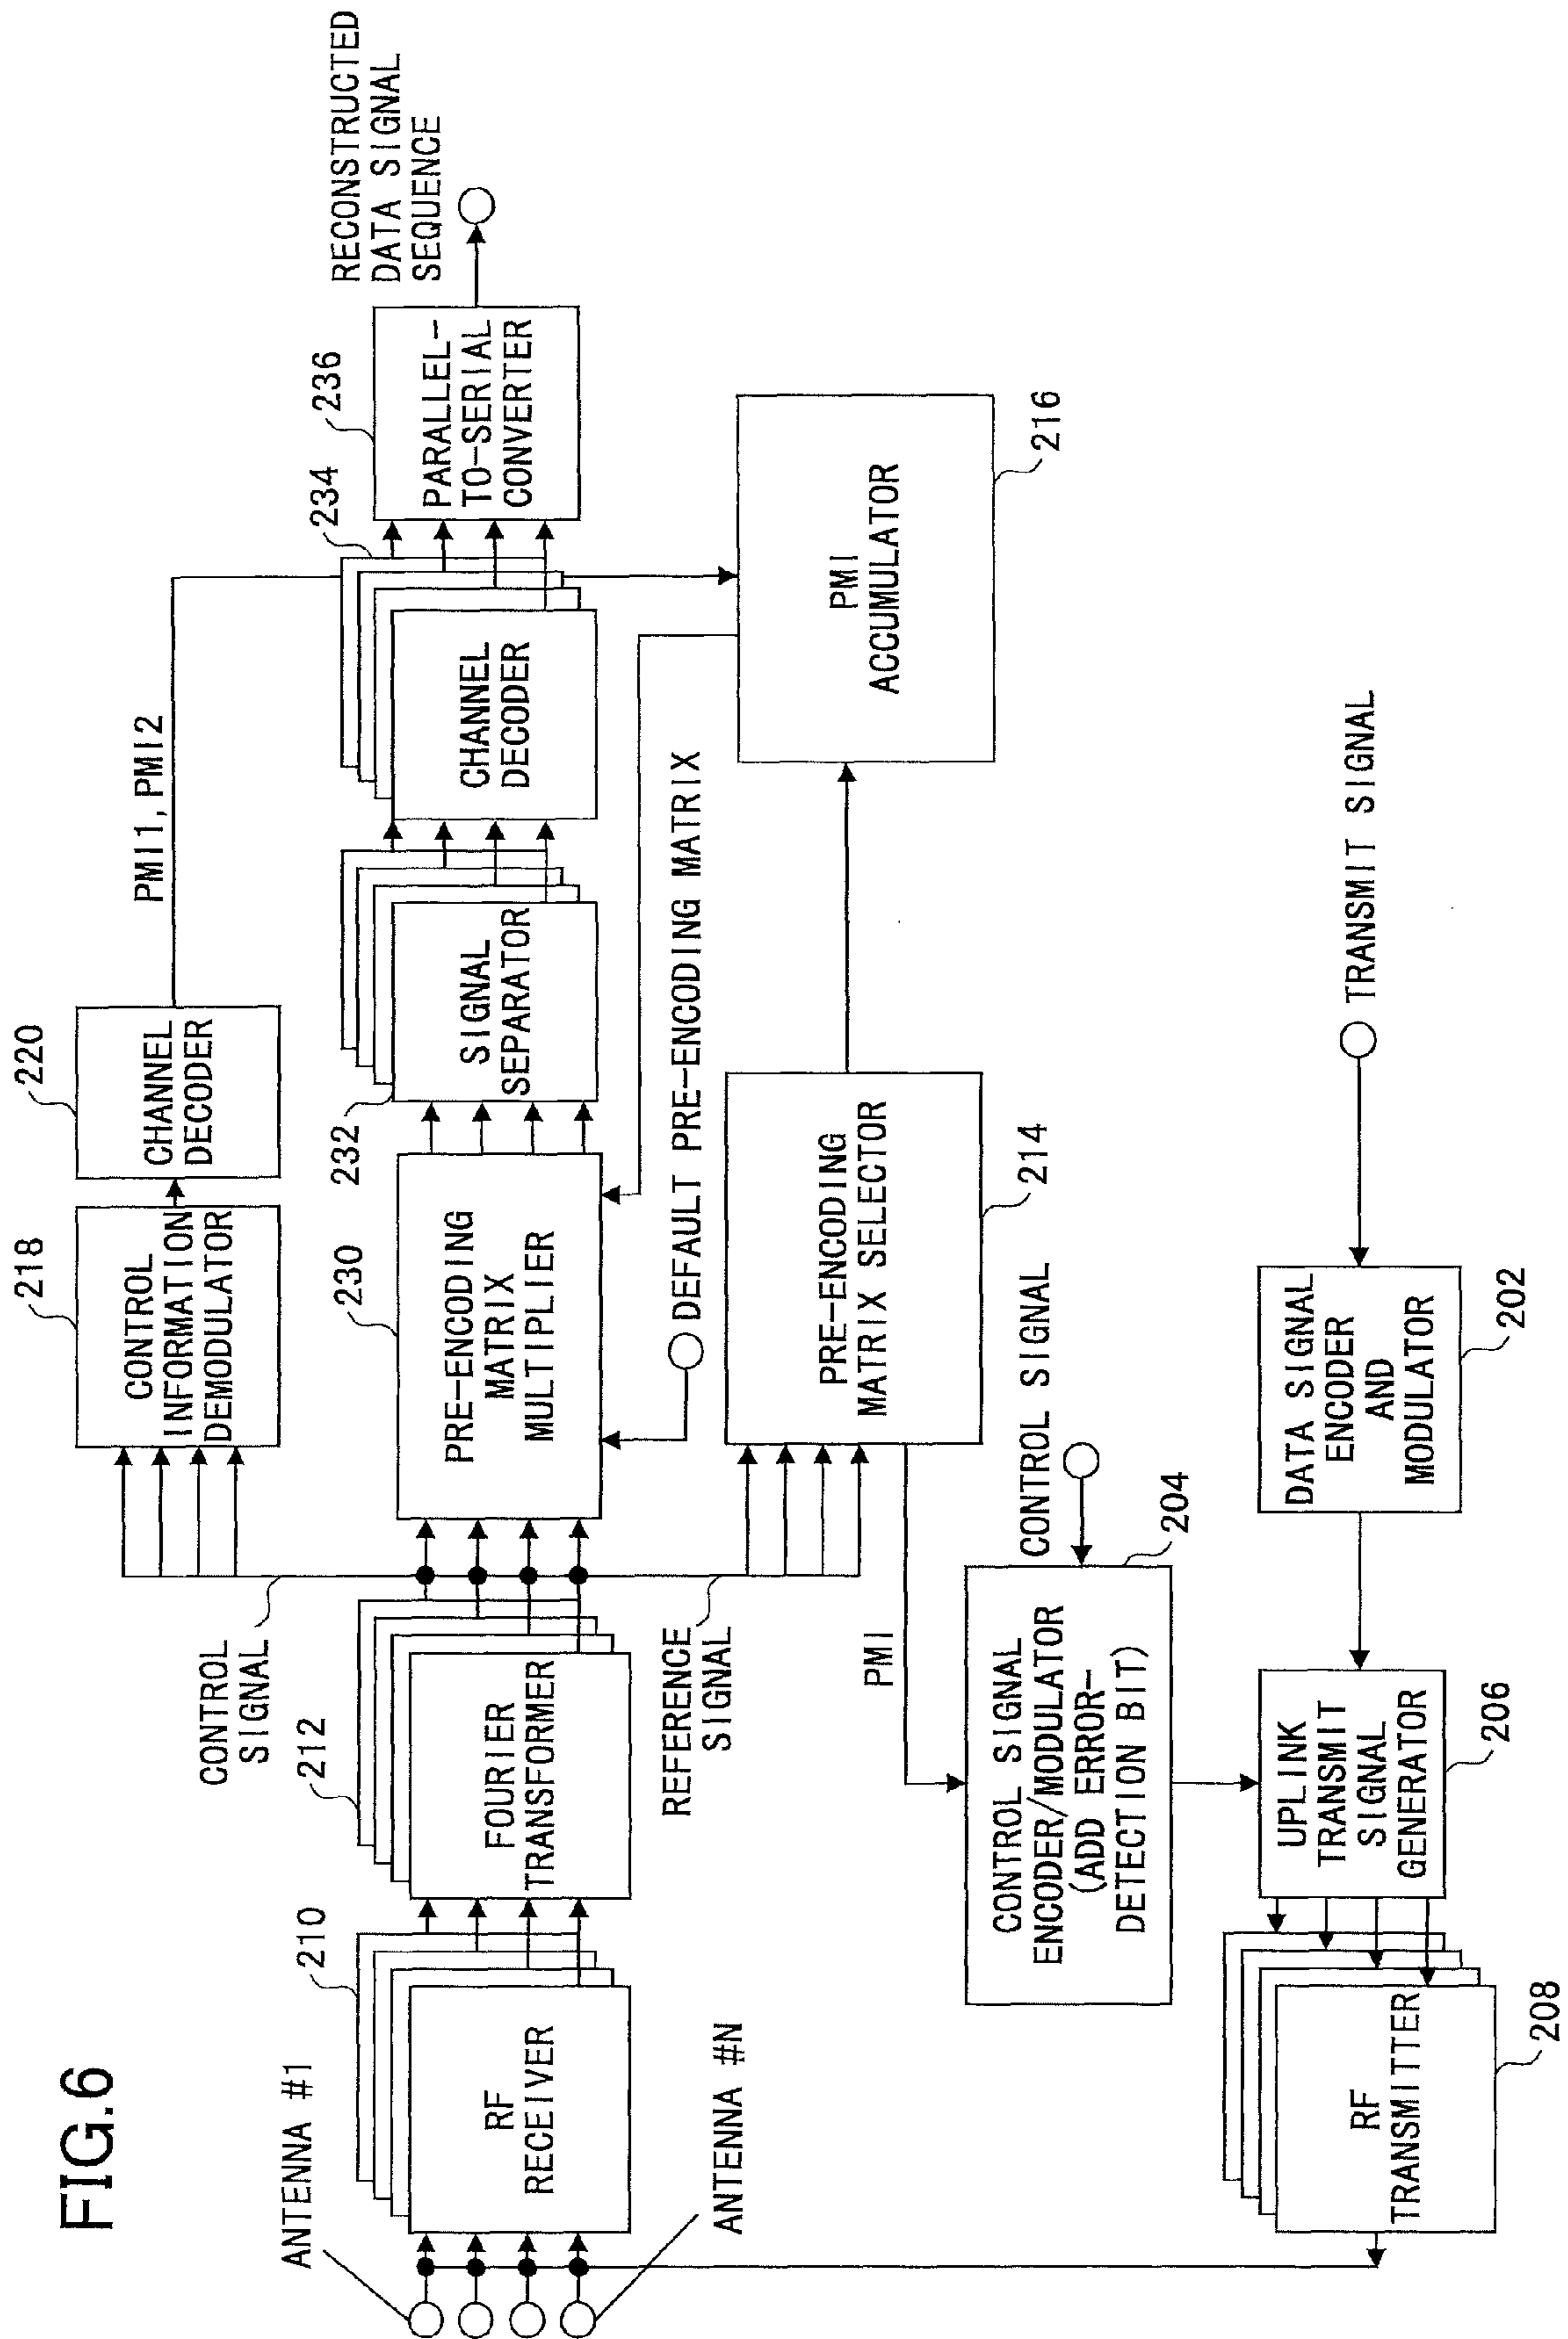 FIG.6
218
CONTROL
INFORMATION
DEMODULATOR
220
CHANNEL
DECODER
PMI1, PMI2
CONTROL
SIGNAL
ANTENNA #1
ANTENNA #N
210
RF
RECEIVER
212
FOURIER
TRANSFORMER
230
PRE-ENCODING
MATRIX
MULTIPLIER
232
SIGNAL
SEPARATOR
234
CHANNEL
DECODER
236
PARALLEL-
TO-SERIAL
CONVERTER
RECONSTRUCTED
DATA SIGNAL
SEQUENCE
REFERENCE
SIGNAL
DEFAULT PRE-ENCODING MATRIX
PRE-ENCODING
MATRIX SELECTOR
214
PMI
ACCUMULATOR
216
PMI
CONTROL SIGNAL
CONTROL SIGNAL
ENCODER/MODULATOR
(ADD ERROR-
DETECTION BIT)
204
RF
TRANSMITTER
208
UPLINK
TRANSMIT
SIGNAL
GENERATOR
206
DATA SIGNAL
ENCODER
AND
MODULATOR
202
TRANSMIT SIGNAL